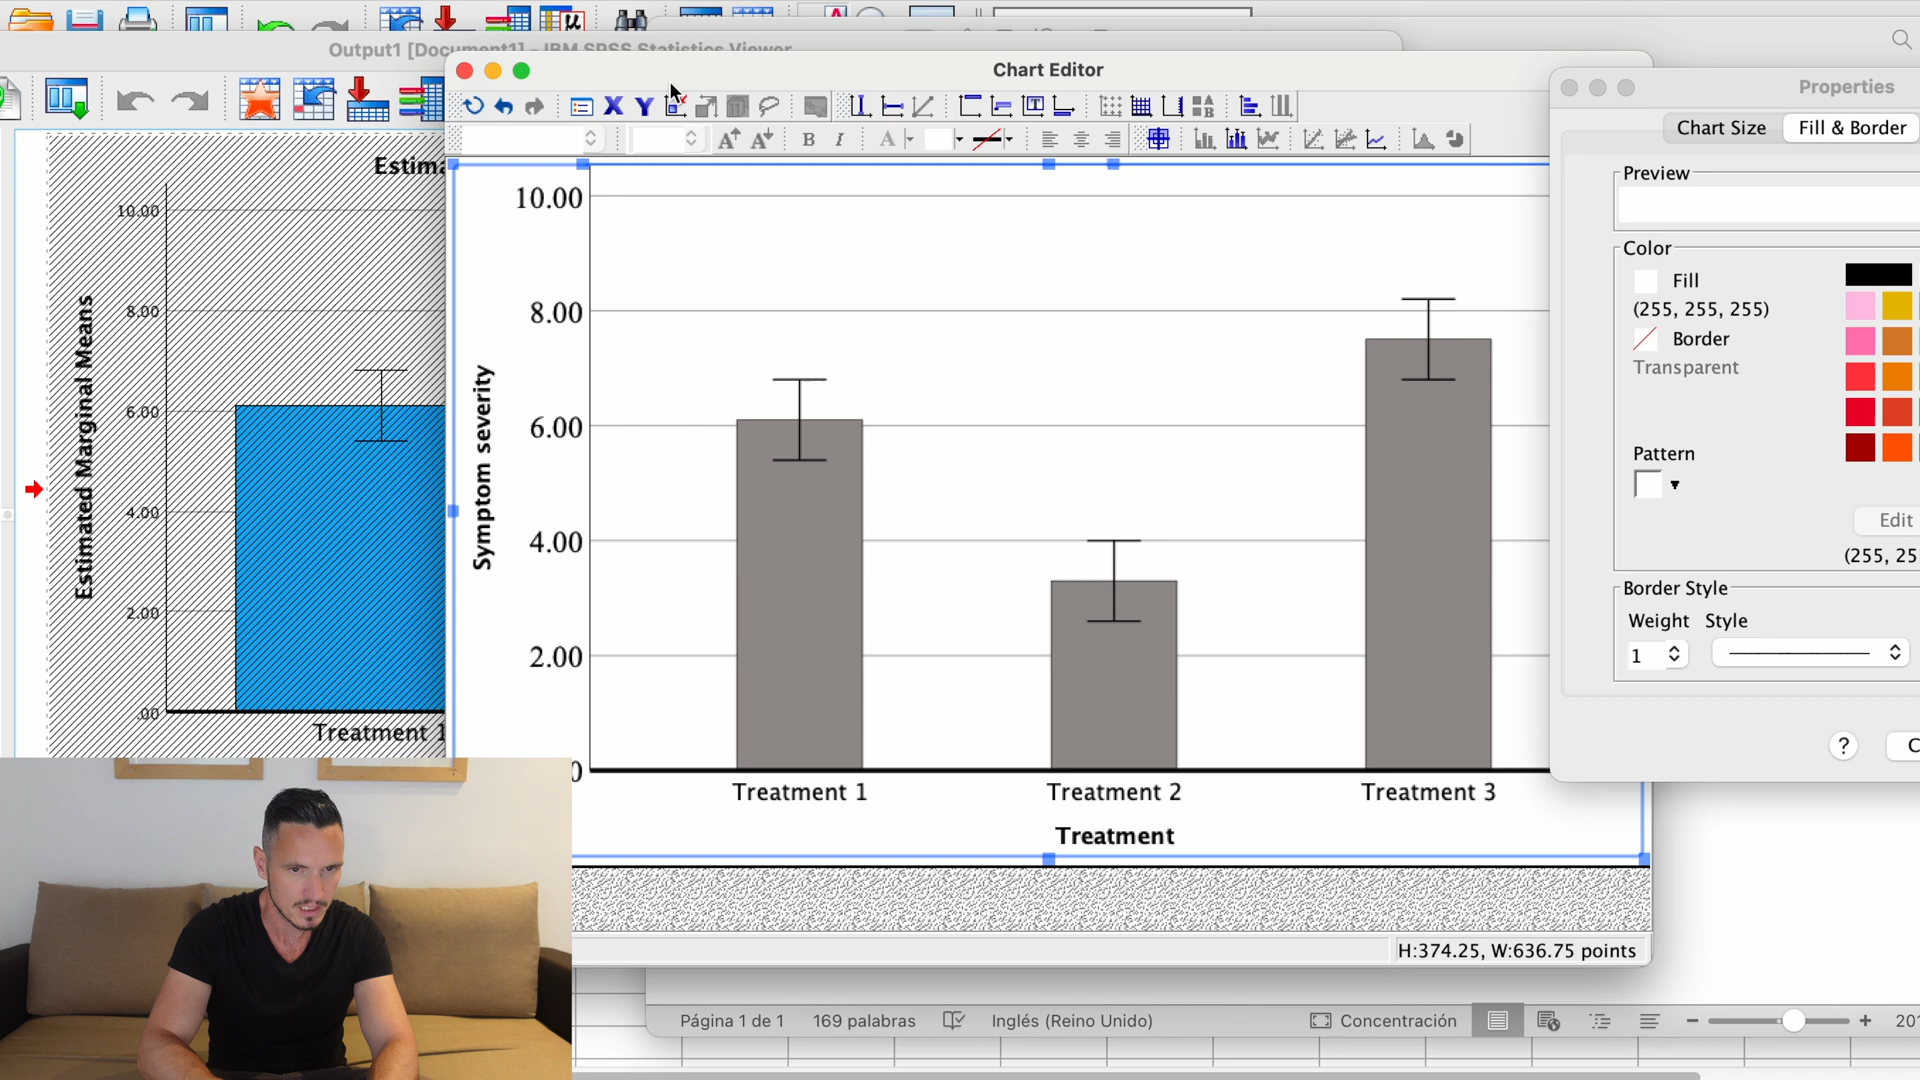 Output1 [Document1] - IBM SPSS Statistics Viewer
Chart Editor
Properties
Chart Size
Fill & Border
Preview
Color
Fill
(255, 255, 255)
Border
Transparent
Pattern
Edit
(255, 25
Border Style
Weight Style
1
?
C
X Y
B I A
Estima
Estimated Marginal Means
10.00
8.00
6.00
4.00
2.00
.00
Treatment 1
Symptom severity
10.00
8.00
6.00
4.00
2.00
0
Treatment 1
Treatment 2
Treatment 3
Treatment
H:374.25, W:636.75 points
Página 1 de 1
169 palabras
Inglés (Reino Unido)
Concentración
201